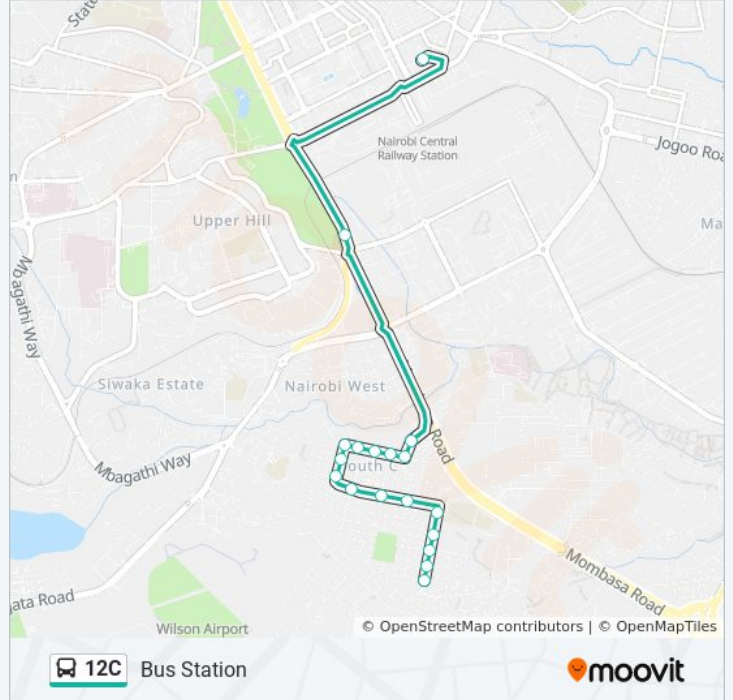 State
Nairobi Central
Railway Station
Jogoo Roa
n
Upper Hill
Ma
Mbagathi Way
Siwaka Estate
Nairobi West
Road
outh C
Mbagathi Way
Mombasa Road
jata Road
Wilson Airport
© OpenStreetMap contributors | © OpenMapTiles
12C Bus Station
moovit